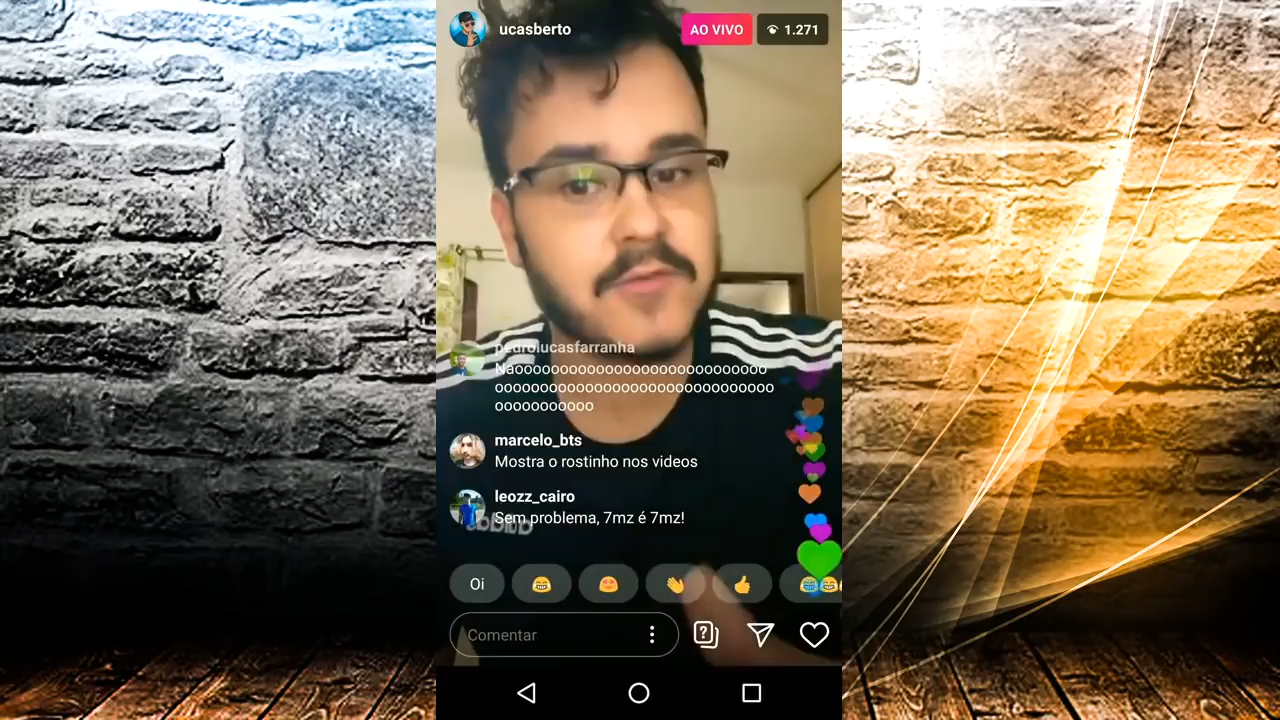 ucasberto
AO VIVO
1.271
pedrolucasfarranha
Naoooooooooooooooooooooooooooo
ooooooooooooooooooooooooooooooo
ooooooooooo
marcelo_bts
Mostra o rostinho nos videos
leozz_cairo
Sem problema, 7mz é 7mz!
Oi
Comentar